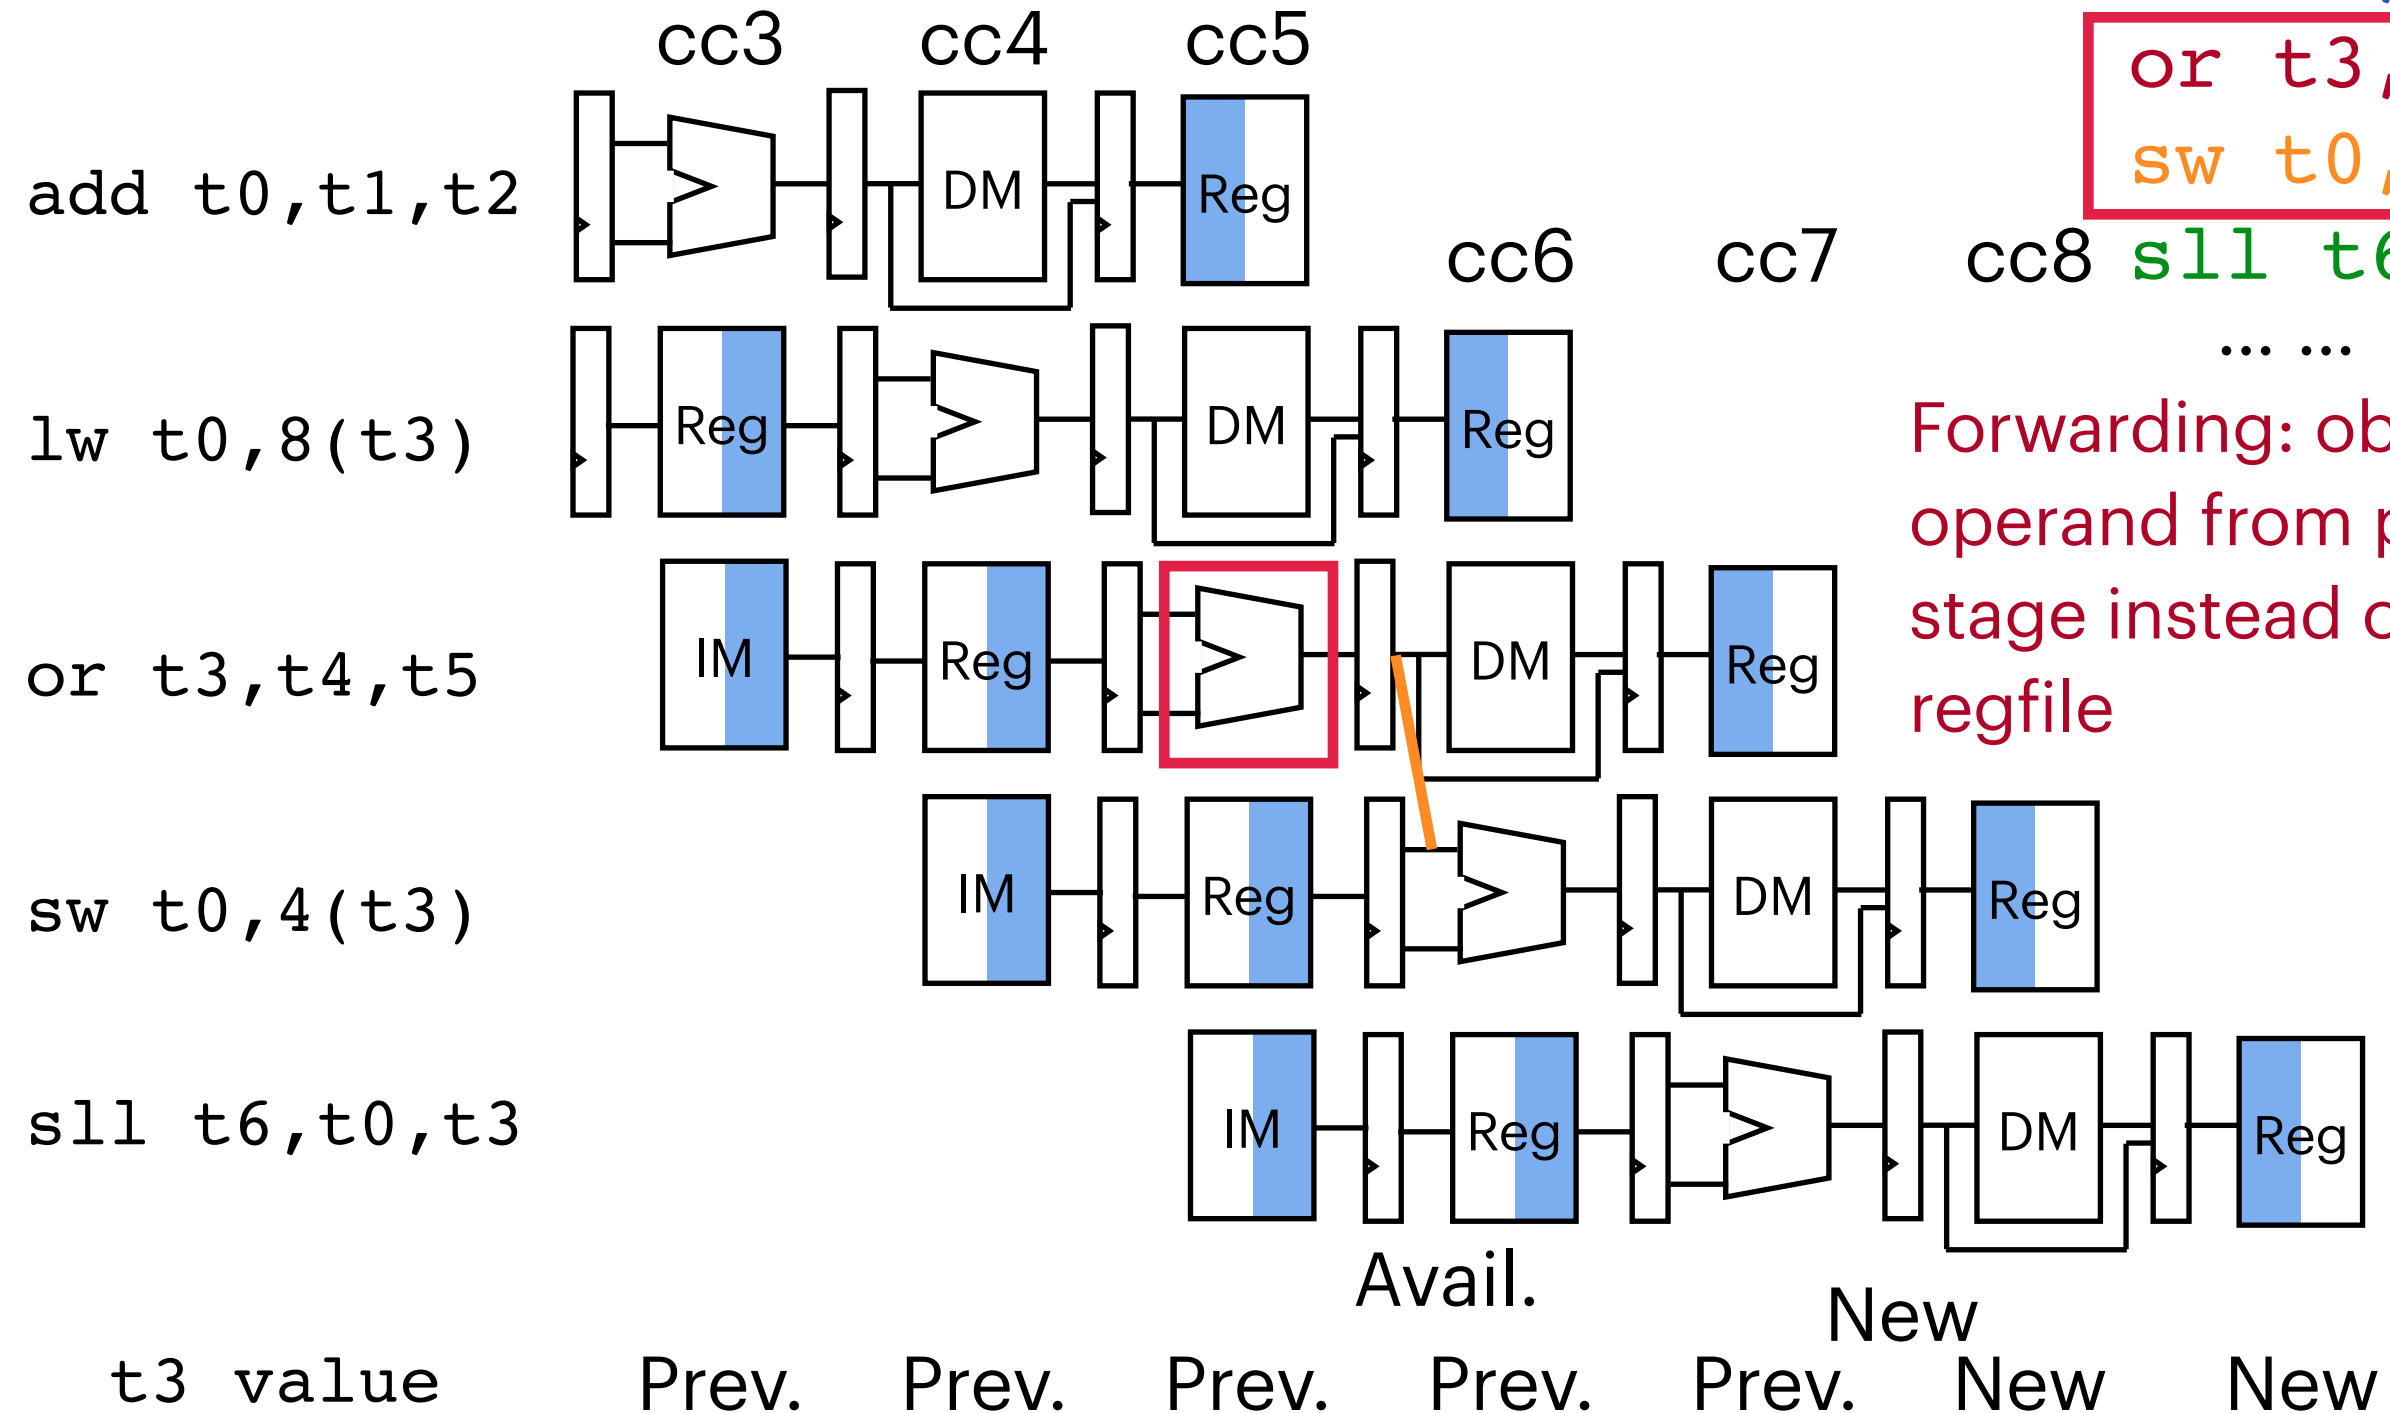 cc3 cc4 cc5
or t3,
sw t0,
add t0,t1,t2
DM Reg
cc6 cc7 cc8
sll t6
... ...
lw t0,8(t3)
Reg DM Reg
Forwarding: ob
operand from p
stage instead o
regfile
or t3,t4,t5
IM Reg DM Reg
sw t0,4(t3)
IM Reg DM Reg
sll t6,t0,t3
IM Reg DM Reg
Avail.
New
t3 value Prev. Prev. Prev. Prev. Prev. New New